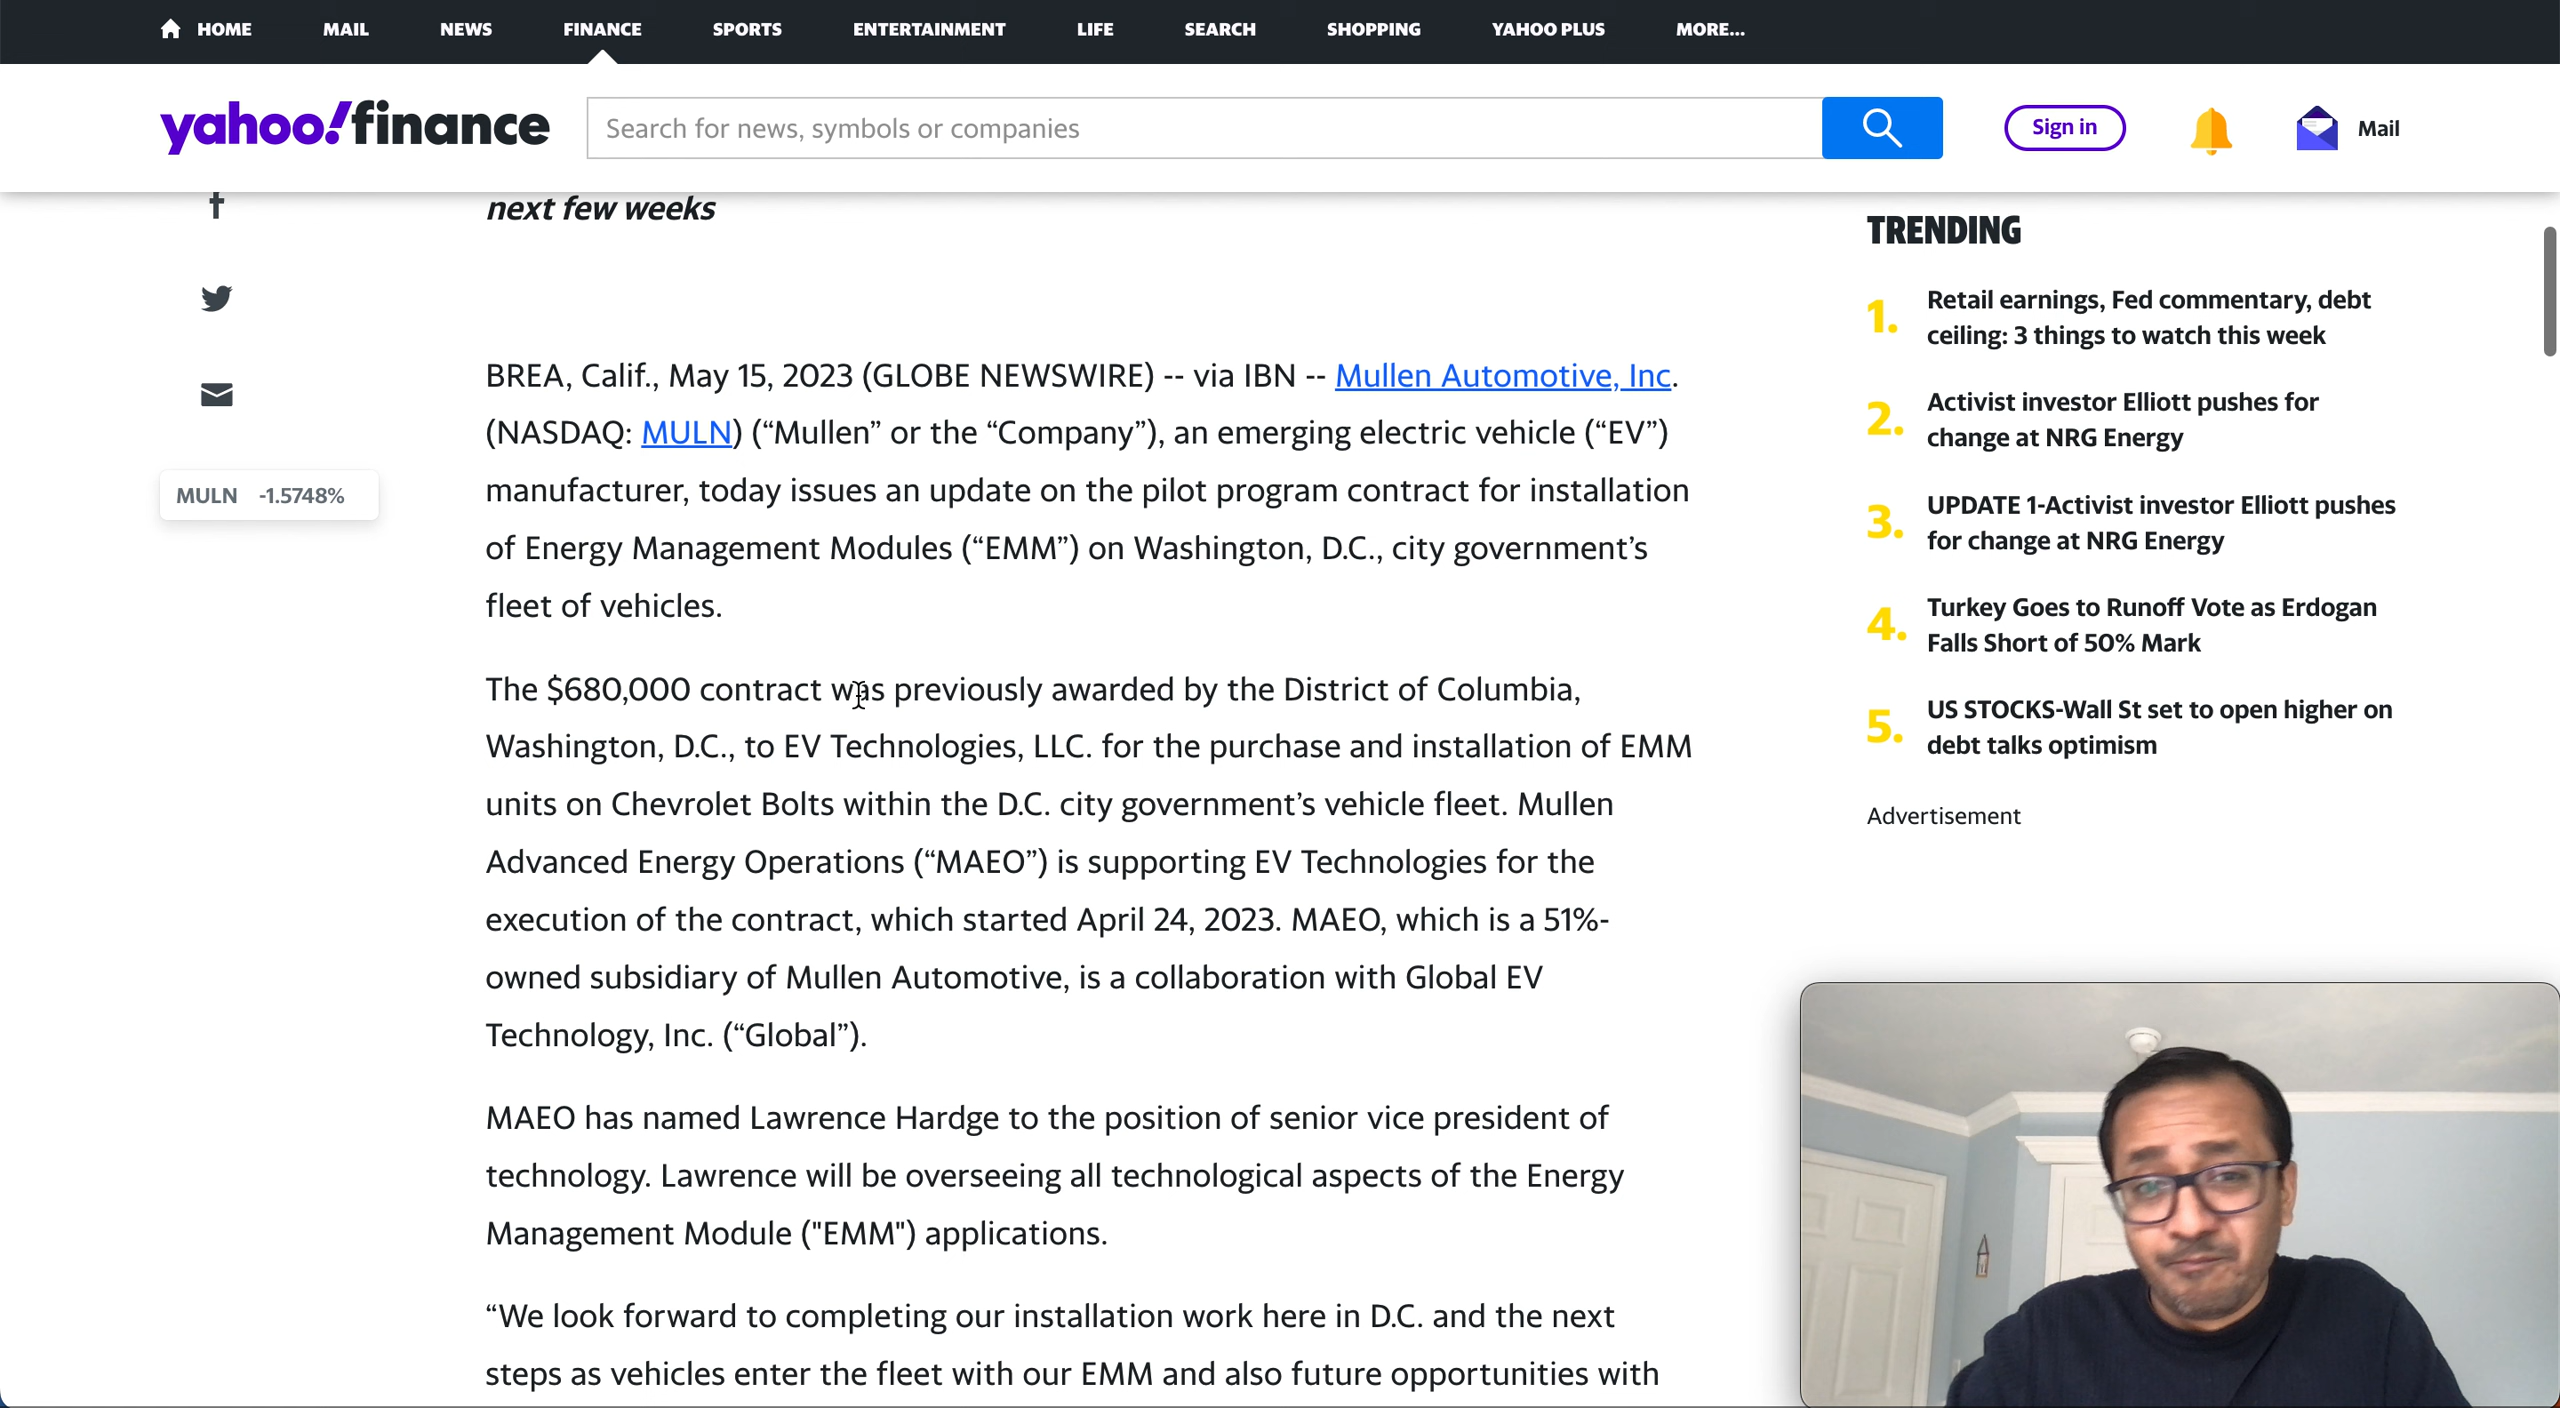 HOME MAIL NEWS FINANCE SPORTS ENTERTAINMENT LIFE SEARCH SHOPPING YAHOO PLUS MORE...
yahoo!finance
Search for news, symbols or companies
Sign in
Mail
next few weeks
MULN -1.5748%
BREA, Calif., May 15, 2023 (GLOBE NEWSWIRE) -- via IBN -- Mullen Automotive, Inc.
(NASDAQ: MULN) (“Mullen” or the “Company”), an emerging electric vehicle (“EV”)
manufacturer, today issues an update on the pilot program contract for installation
of Energy Management Modules (“EMM”) on Washington, D.C., city government’s
fleet of vehicles.
The $680,000 contract was previously awarded by the District of Columbia,
Washington, D.C., to EV Technologies, LLC. for the purchase and installation of EMM
units on Chevrolet Bolts within the D.C. city government’s vehicle fleet. Mullen
Advanced Energy Operations (“MAEO”) is supporting EV Technologies for the
execution of the contract, which started April 24, 2023. MAEO, which is a 51%-
owned subsidiary of Mullen Automotive, is a collaboration with Global EV
Technology, Inc. (“Global”).
MAEO has named Lawrence Hardge to the position of senior vice president of
technology. Lawrence will be overseeing all technological aspects of the Energy
Management Module ("EMM") applications.
“We look forward to completing our installation work here in D.C. and the next
steps as vehicles enter the fleet with our EMM and also future opportunities with
TRENDING
1. Retail earnings, Fed commentary, debt
ceiling: 3 things to watch this week
2. Activist investor Elliott pushes for
change at NRG Energy
3. UPDATE 1-Activist investor Elliott pushes
for change at NRG Energy
4. Turkey Goes to Runoff Vote as Erdogan
Falls Short of 50% Mark
5. US STOCKS-Wall St set to open higher on
debt talks optimism
Advertisement